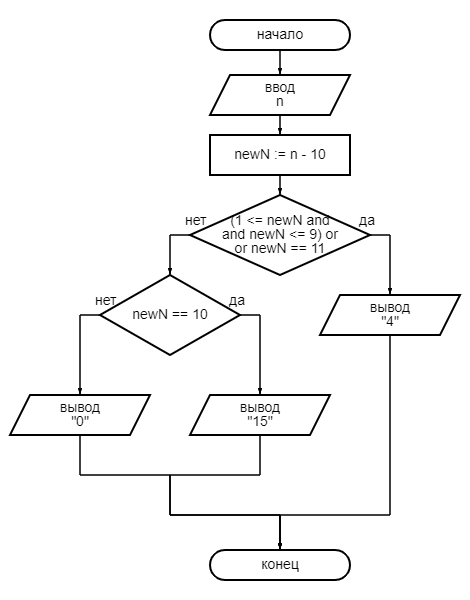 начало
ввод
n
newN := n - 10
нет
(1 <= newN and
and newN <= 9) or
or newN == 11
да
нет
newN == 10
да
вывод
"4"
вывод
"0"
вывод
"15"
конец